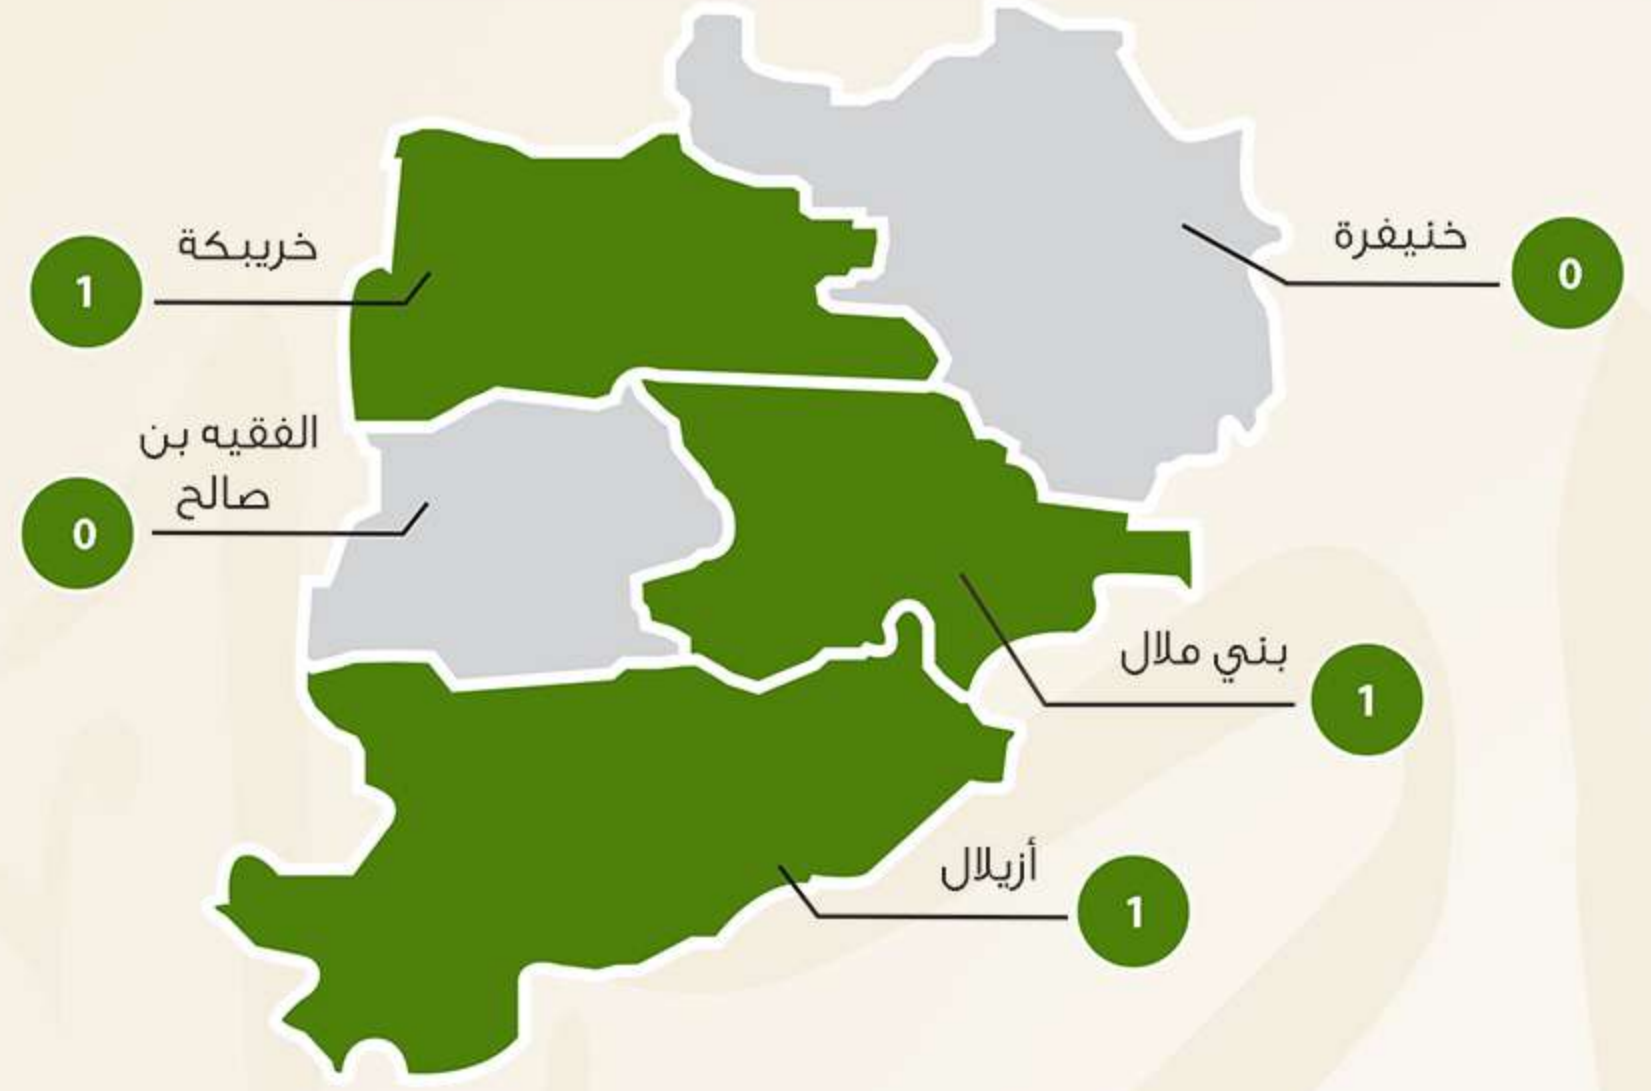 خنيفرة
0
خريبكة
1
الفقيه بن
صالح
0
بني ملال
1
أزيلال
1